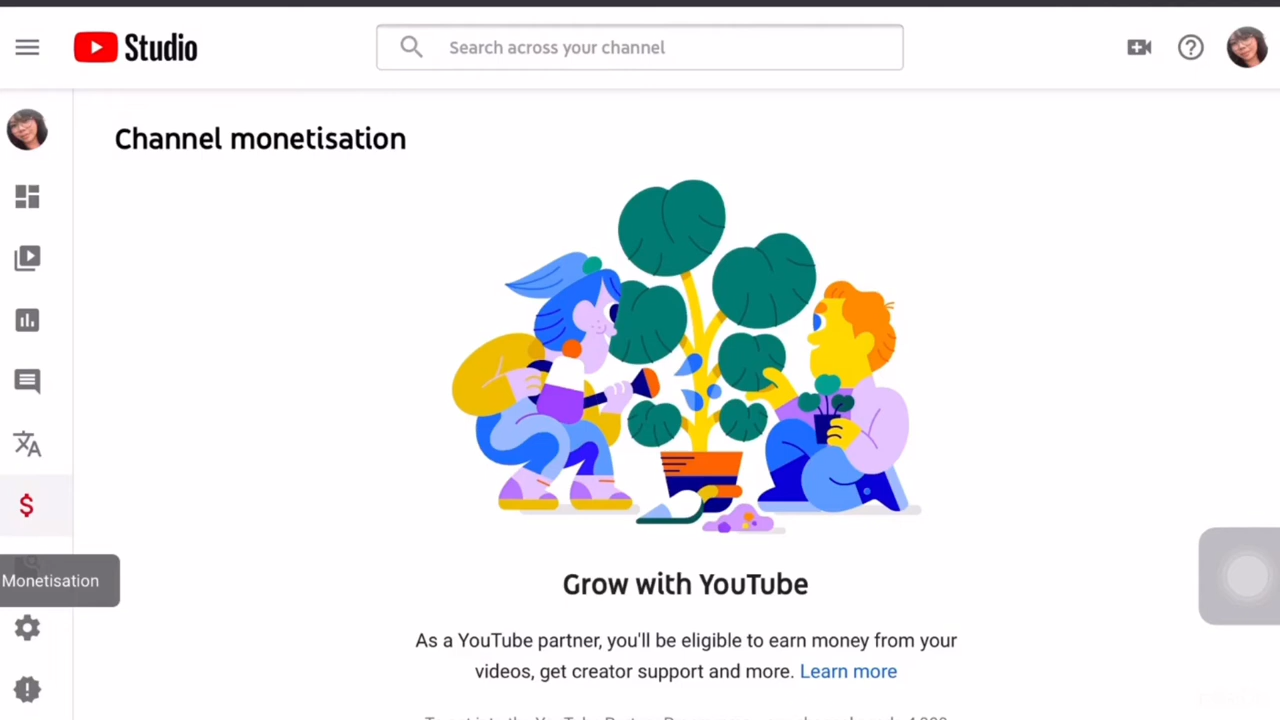 Studio
Search across your channel
Channel monetisation
$
Monetisation
Grow with YouTube
As a YouTube partner, you'll be eligible to earn money from your
videos, get creator support and more. Learn more